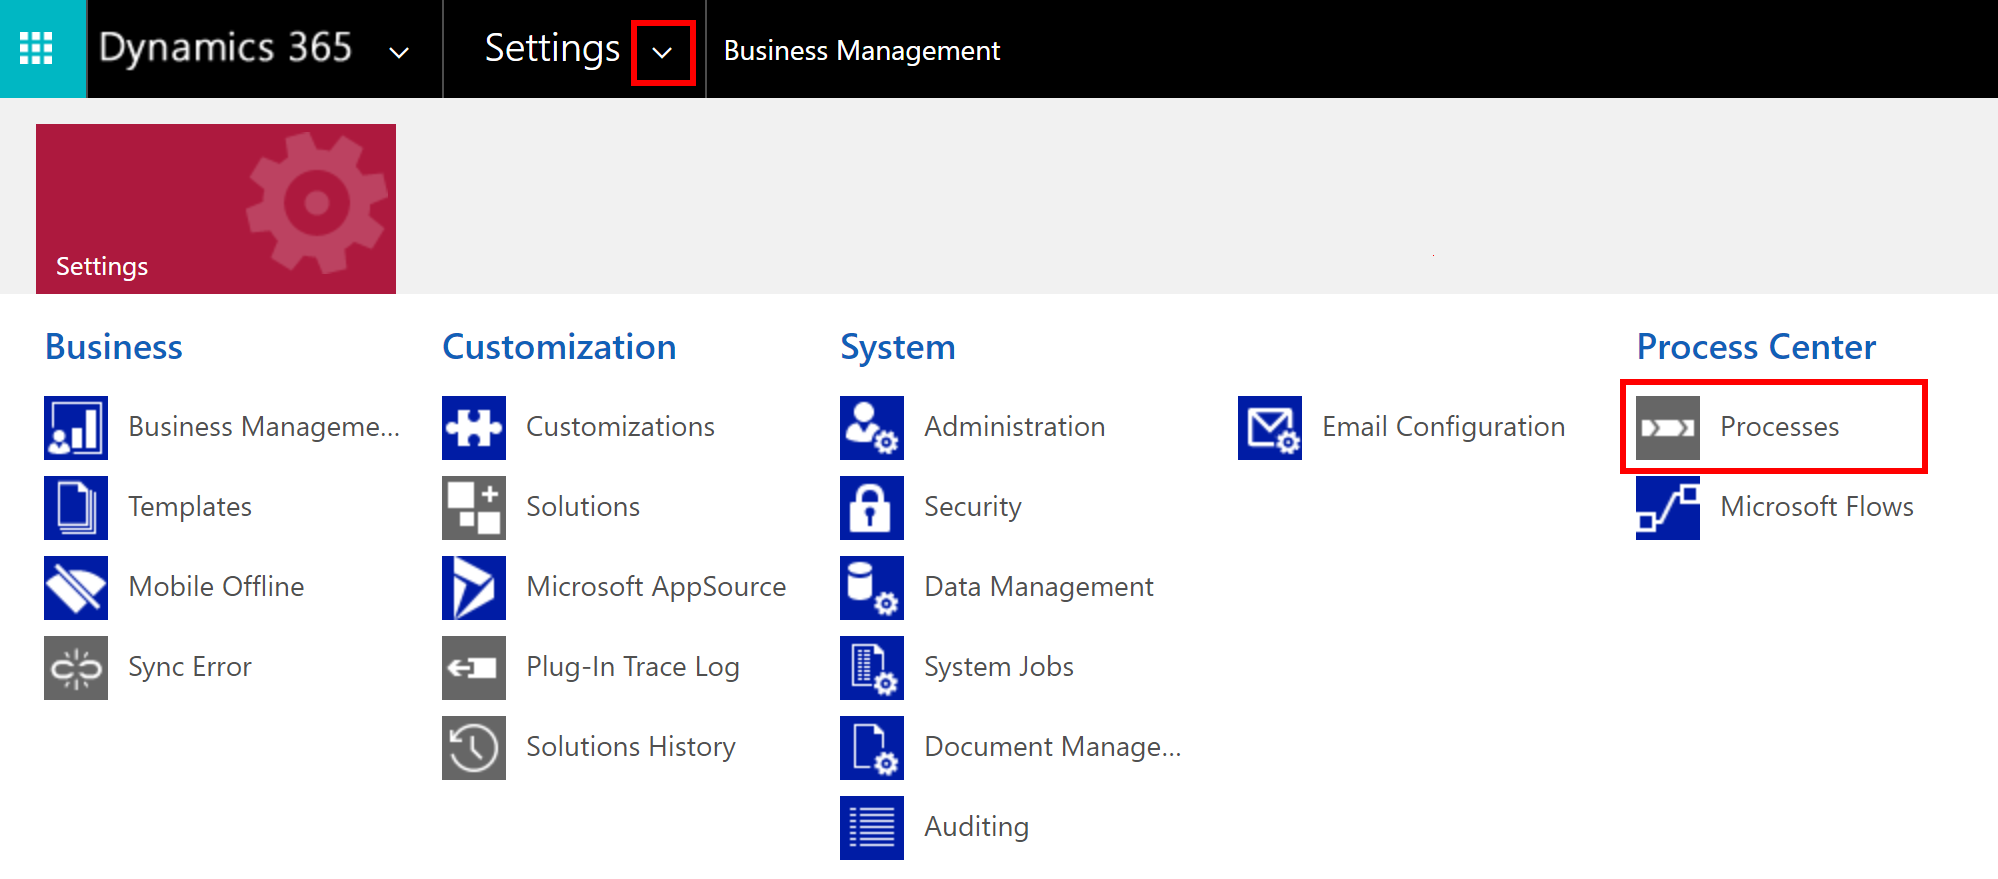 Dynamics 365
Settings
Business Management
Settings
Business
Business Manageme...
Templates
Mobile Offline
Sync Error
Customization
Customizations
Solutions
Microsoft AppSource
Plug-In Trace Log
Solutions History
System
Administration
Security
Data Management
System Jobs
Document Manage...
Auditing
Email Configuration
Process Center
Processes
Microsoft Flows